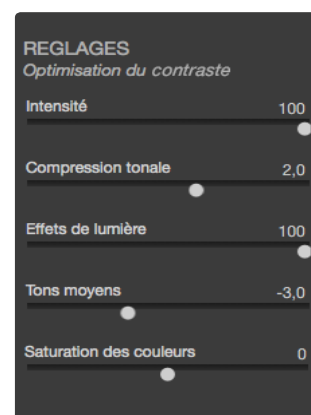 REGLAGES
Optimisation du contraste
Intensité 100
Compression tonale 2,0
Effets de lumière 100
Tons moyens -3,0
Saturation des couleurs 0